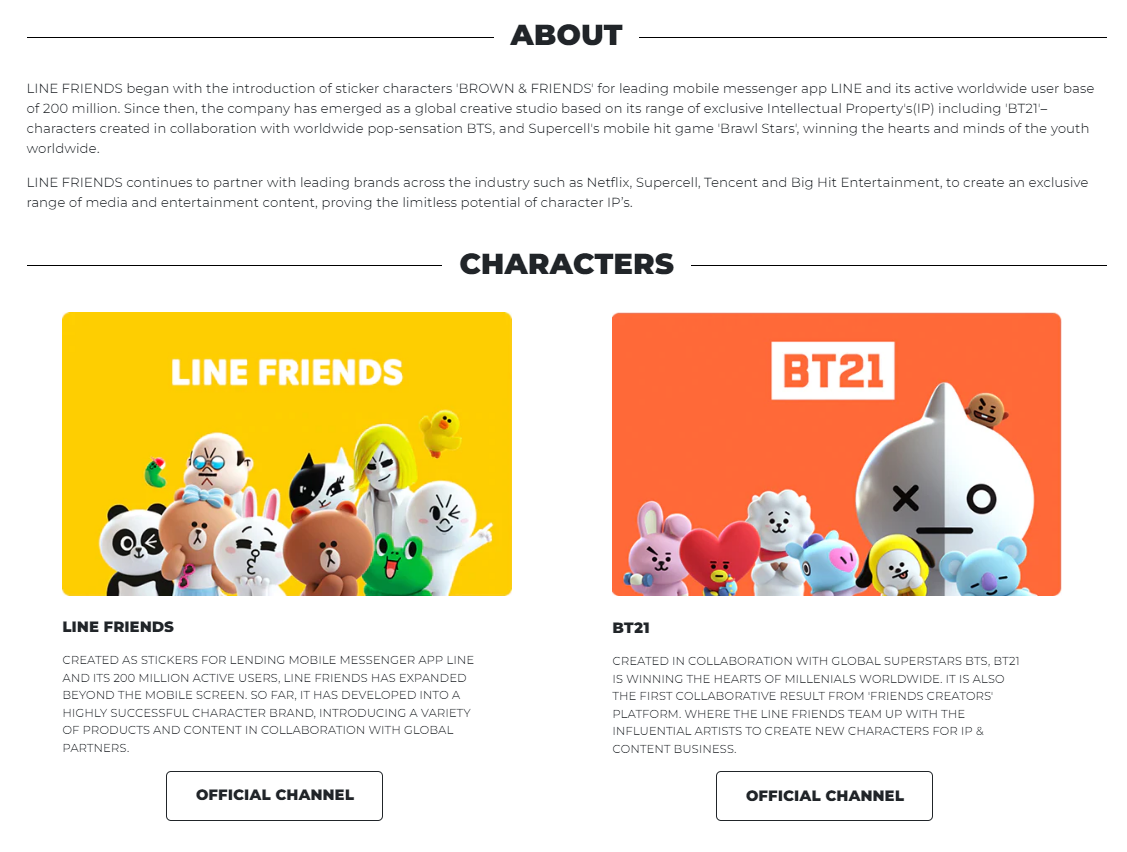 ABOUT
LINE FRIENDS began with the introduction of sticker characters 'BROWN & FRIENDS' for leading mobile messenger app LINE and its active worldwide user base
of 200 million. Since then, the company has emerged as a global creative studio based on its range of exclusive Intellectual Property's(IP) including 'BT21'–
characters created in collaboration with worldwide pop-sensation BTS, and Supercell's mobile hit game 'Brawl Stars', winning the hearts and minds of the youth
worldwide.
LINE FRIENDS continues to partner with leading brands across the industry such as Netflix, Supercell, Tencent and Big Hit Entertainment, to create an exclusive
range of media and entertainment content, proving the limitless potential of character IP's.
CHARACTERS
LINE FRIENDS
LINE FRIENDS
CREATED AS STICKERS FOR LENDING MOBILE MESSENGER APP LINE
AND ITS 200 MILLION ACTIVE USERS, LINE FRIENDS HAS EXPANDED
BEYOND THE MOBILE SCREEN. SO FAR, IT HAS DEVELOPED INTO A
HIGHLY SUCCESSFUL CHARACTER BRAND, INTRODUCING A VARIETY
OF PRODUCTS AND CONTENT IN COLLABORATION WITH GLOBAL
PARTNERS.
OFFICIAL CHANNEL
BT21
BT21
CREATED IN COLLABORATION WITH GLOBAL SUPERSTARS BTS, BT21
IS WINNING THE HEARTS OF MILLENIALS WORLDWIDE. IT IS ALSO
THE FIRST COLLABORATIVE RESULT FROM 'FRIENDS CREATORS'
PLATFORM. WHERE THE LINE FRIENDS TEAM UP WITH THE
INFLUENTIAL ARTISTS TO CREATE NEW CHARACTERS FOR IP &
CONTENT BUSINESS.
OFFICIAL CHANNEL